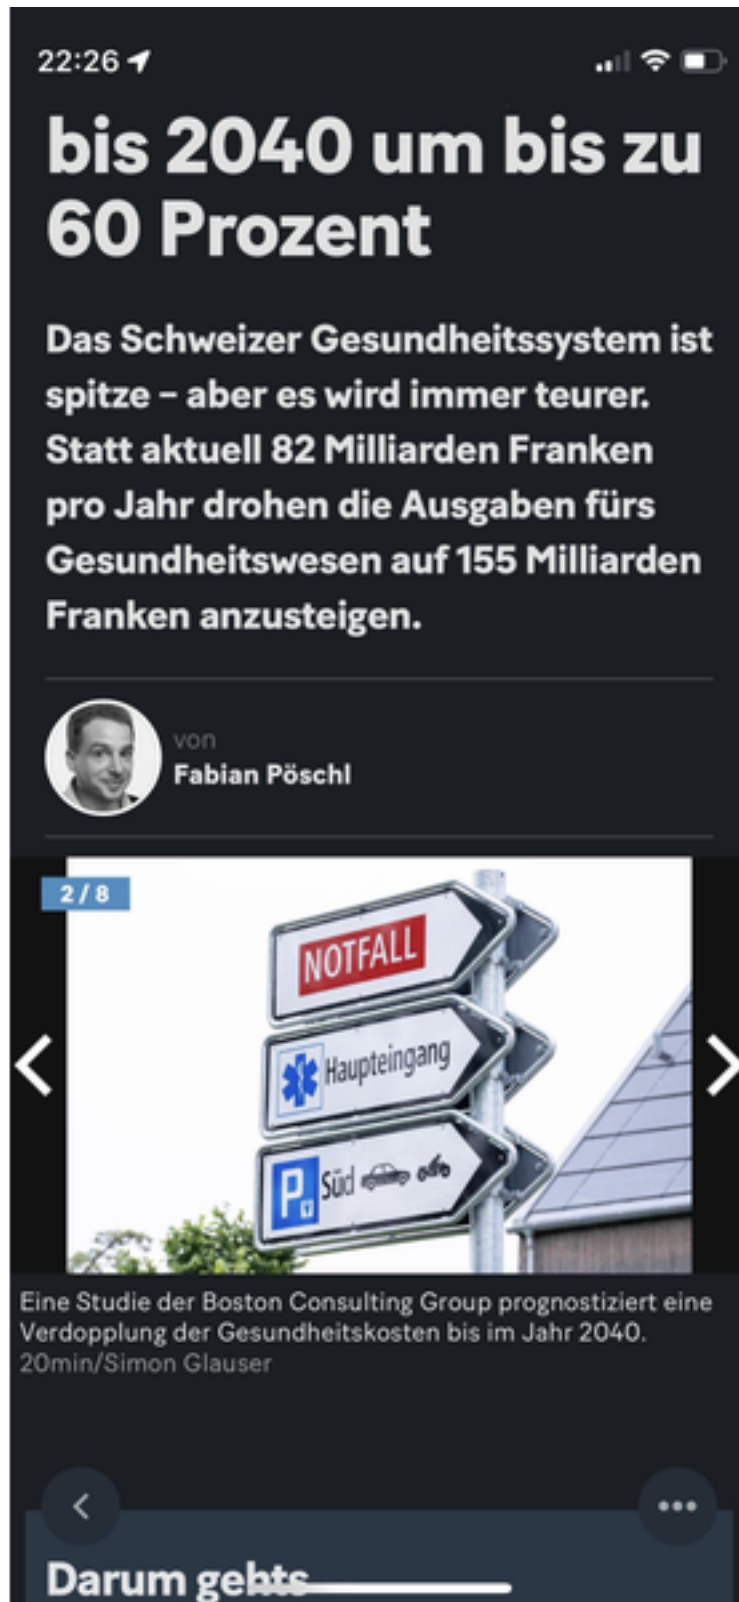 22:26
bis 2040 um bis zu
60 Prozent
Das Schweizer Gesundheitssystem ist
spitze – aber es wird immer teurer.
Statt aktuell 82 Milliarden Franken
pro Jahr drohen die Ausgaben fürs
Gesundheitswesen auf 155 Milliarden
Franken anzusteigen.
von
Fabian Pöschl
2 / 8
NOTFALL
Haupteingang
P Süd
Eine Studie der Boston Consulting Group prognostiziert eine
Verdopplung der Gesundheitskosten bis im Jahr 2040.
20min/Simon Glauser
Darum gehts